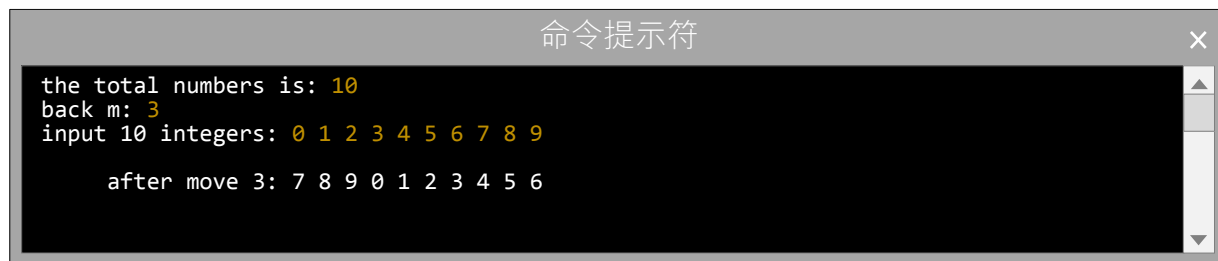 命令提示符
the total numbers is: 10
back m: 3
input 10 integers: 0 1 2 3 4 5 6 7 8 9
after move 3: 7 8 9 0 1 2 3 4 5 6